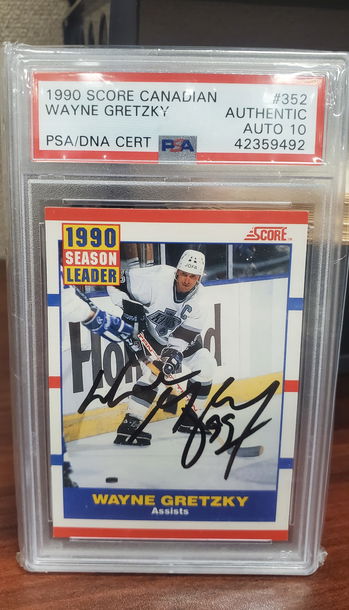 1990 SCORE CANADIAN #352
WAYNE GRETZKY AUTHENTIC
AUTO 10
PSA/DNA CERT PSA 42359492
1990
SEASON
LEADER
SCORE
WAYNE GRETZKY
Assists